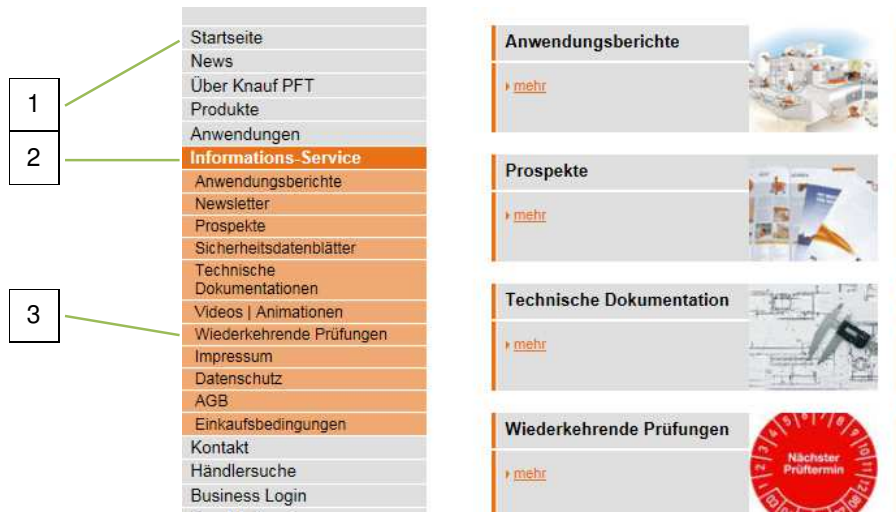 1
2
3
Startseite
News
Über Knauf PFT
Produkte
Anwendungen
Informations-Service
Anwendungsberichte
Newsletter
Prospekte
Sicherheitsdatenblätter
Technische
Dokumentationen
Videos | Animationen
Wiederkehrende Prüfungen
Impressum
Datenschutz
AGB
Einkaufsbedingungen
Kontakt
Händlersuche
Business Login
Anwendungsberichte
mehr
Prospekte
mehr
Technische Dokumentation
mehr
Wiederkehrende Prüfungen
mehr
Nächster
Prüftermin